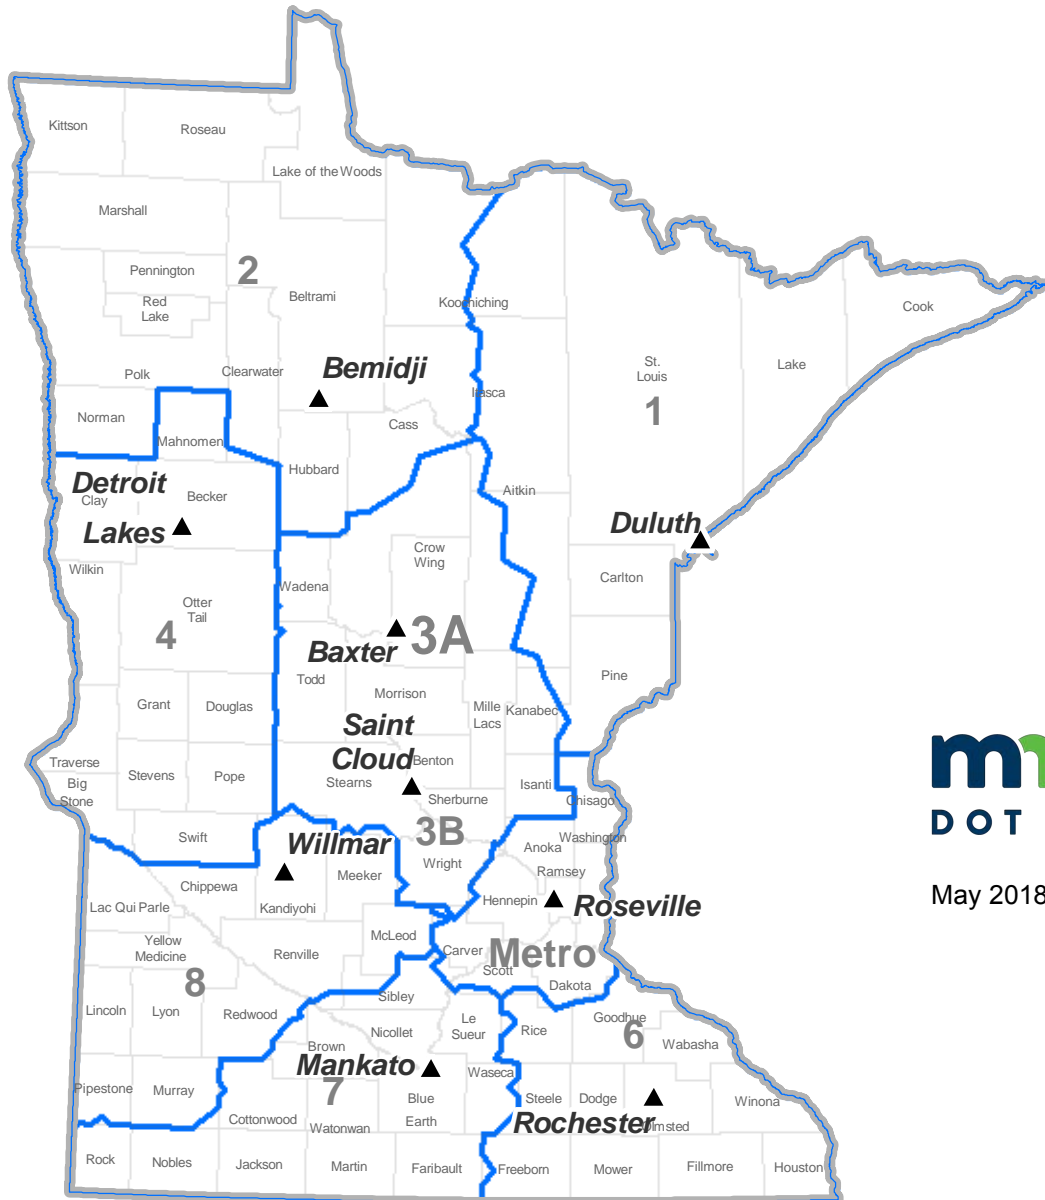 Kittson
Roseau
Lake of the Woods
Marshall
Pennington
2
Red
Lake
Beltrami
Koochiching
Cook
Polk
Clearwater
Bemidji
St.
Louis
Lake
Itasca
1
Norman
Mahnomen
Cass
Hubbard
Detroit
Clay
Becker
Lakes
Aitkin
Duluth
Wilkin
Crow
Wing
Wadena
Carlton
Otter
Tail
4
3A
Baxter
Todd
Pine
Morrison
Grant
Douglas
Mille
Lacs
Kanabec
Saint
Cloud
Benton
Traverse
Big
Stone
Stevens
Pope
Stearns
Sherburne
Isanti
Chisago
3B
Swift
Willmar
Anoka
Washington
Wright
Ramsey
Meeker
Chippewa
Hennepin
Roseville
Lac Qui Parle
Kandiyohi
Yellow
Medicine
Renville
McLeod
Carver
Metro
Scott
8
Dakota
Sibley
Lincoln
Lyon
Redwood
Nicollet
Le
Sueur
Rice
Goodhue
6
Wabasha
Brown
Mankato
Waseca
Pipestone
Murray
7
Blue
Earth
Steele
Dodge
Winona
Cottonwood
Watonwan
Rochester
Olmsted
Rock
Nobles
Jackson
Martin
Faribault
Freeborn
Mower
Fillmore
Houston
m
DOT
May 2018